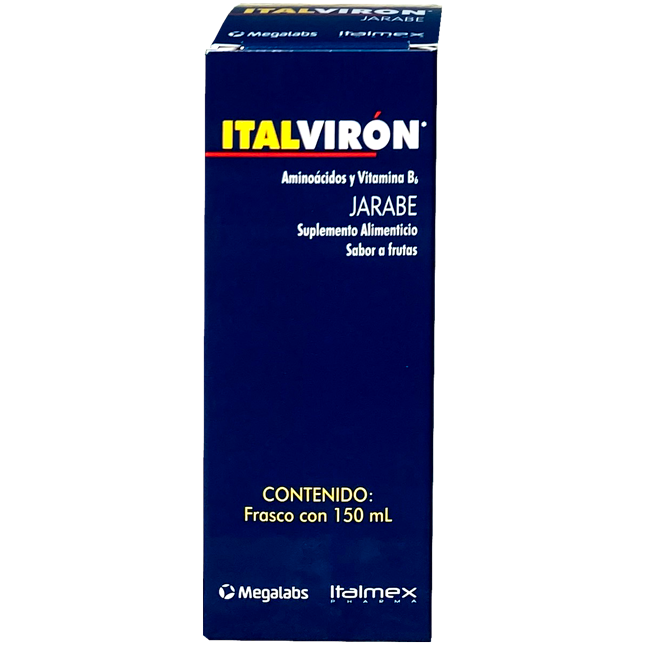 ITALVIRÓN
JARABE
Megalabs Italmex
ITALVIRÓN®
Aminoácidos y Vitamina B6
JARABE
Suplemento Alimenticio
Sabor a frutas
CONTENIDO:
Frasco con 150 mL
Megalabs Italmex
PHARMA